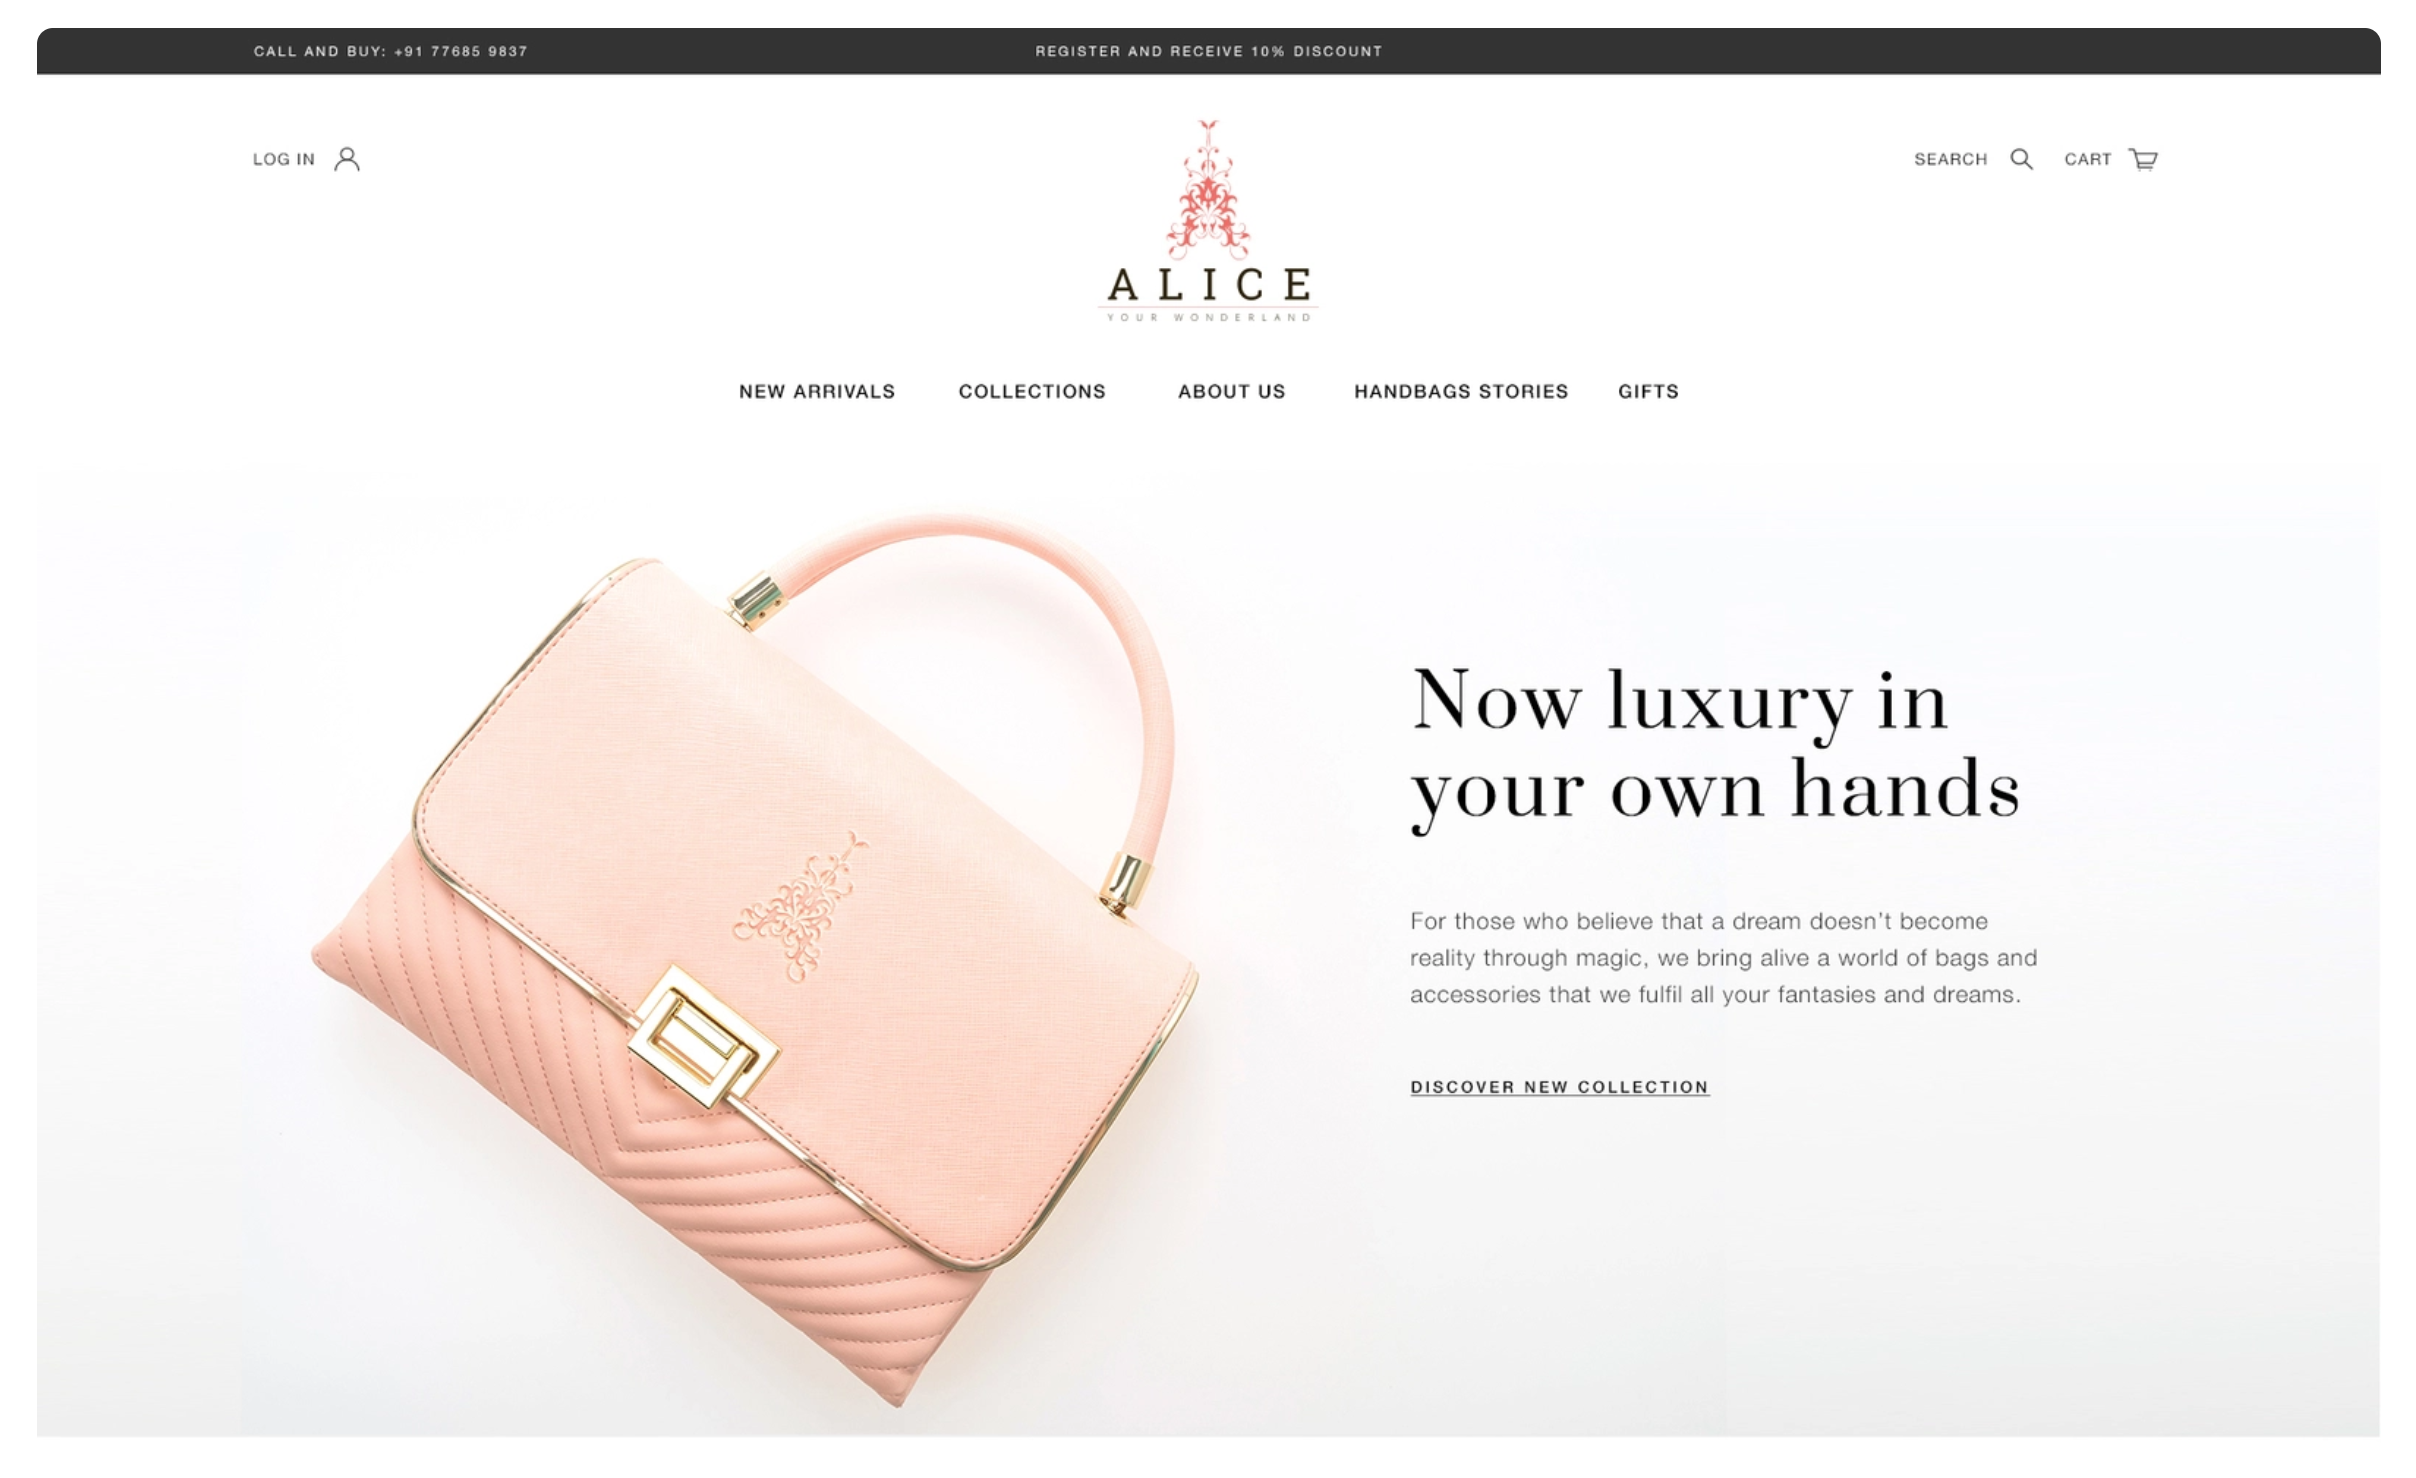 CALL AND BUY: +91 77685 9837
REGISTER AND RECEIVE 10% DISCOUNT
LOG IN
SEARCH
CART
ALICE
YOUR WONDERLAND
NEW ARRIVALS
COLLECTIONS
ABOUT US
HANDBAGS STORIES
GIFTS
Now luxury in
your own hands
For those who believe that a dream doesn’t become
reality through magic, we bring alive a world of bags and
accessories that we fulfil all your fantasies and dreams.
DISCOVER NEW COLLECTION